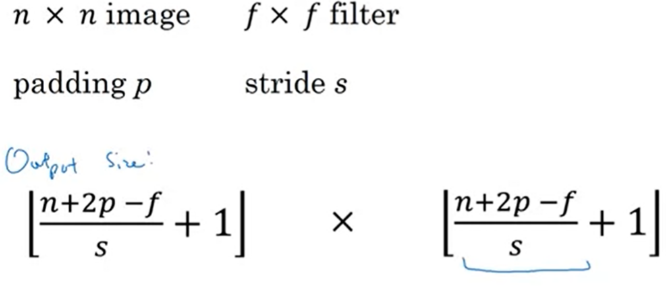 n × n image f × f filter
padding p stride s
Output size:
⌊(n+2p −f)/s + 1⌋ × ⌊(n+2p −f)/s + 1⌋